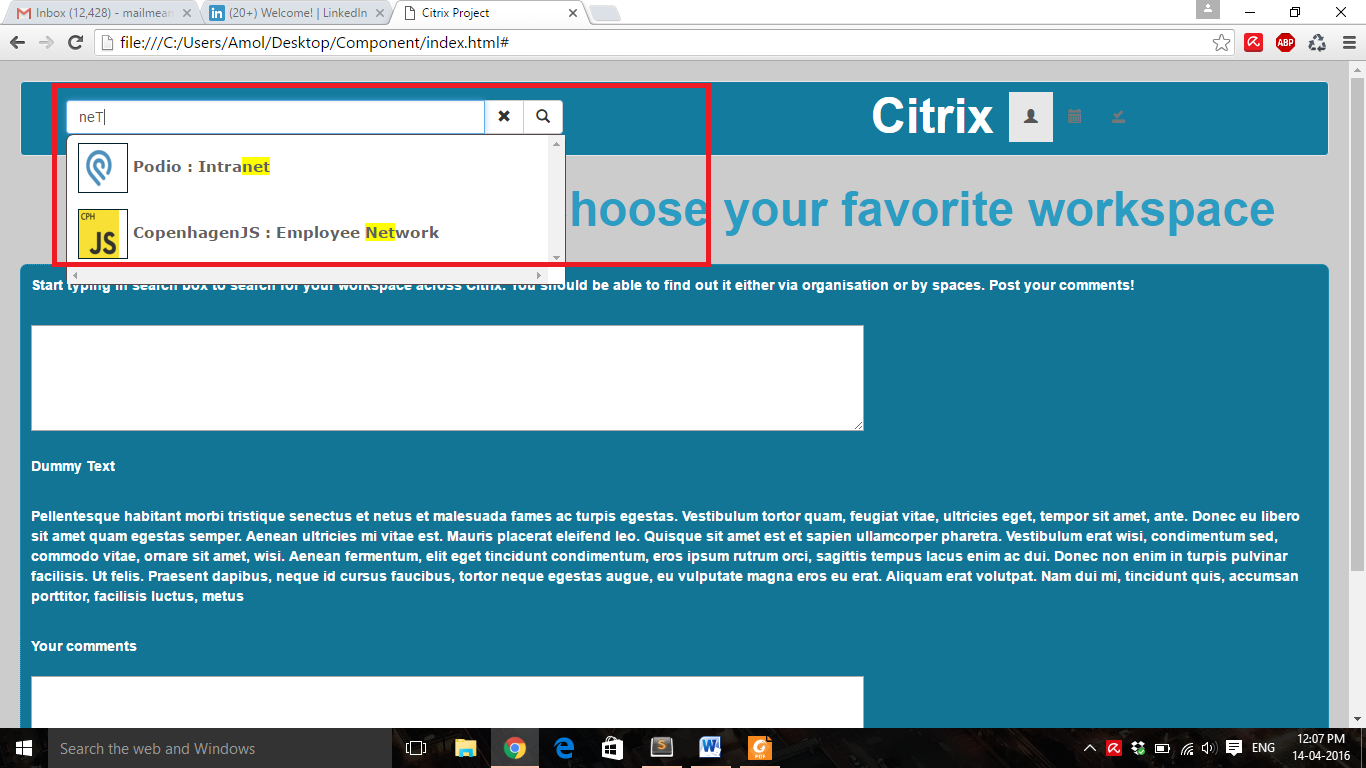 Inbox (12,428) - mailmean
(20+) Welcome! | LinkedIn
Citrix Project
file:///C:/Users/Amol/Desktop/Component/index.html#
ABP
neT
Citrix
Podio : Intranet
hoose your favorite workspace
CPH
JS
CopenhagenJS : Employee Network
Start typing in search box to search for your workspace across Citrix. You should be able to find out it either via organisation or by spaces. Post your comments!
Dummy Text
Pellentesque habitant morbi tristique senectus et netus et malesuada fames ac turpis egestas. Vestibulum tortor quam, feugiat vitae, ultricies eget, tempor sit amet, ante. Donec eu libero
sit amet quam egestas semper. Aenean ultricies mi vitae est. Mauris placerat eleifend leo. Quisque sit amet est et sapien ullamcorper pharetra. Vestibulum erat wisi, condimentum sed,
commodo vitae, ornare sit amet, wisi. Aenean fermentum, elit eget tincidunt condimentum, eros ipsum rutrum orci, sagittis tempus lacus enim ac dui. Donec non enim in turpis pulvinar
facilisis. Ut felis. Praesent dapibus, neque id cursus faucibus, tortor neque egestas augue, eu vulputate magna eros eu erat. Aliquam erat volutpat. Nam dui mi, tincidunt quis, accumsan
porttitor, facilisis luctus, metus
Your comments
Search the web and Windows
PDF
ENG
12:07 PM
14-04-2016